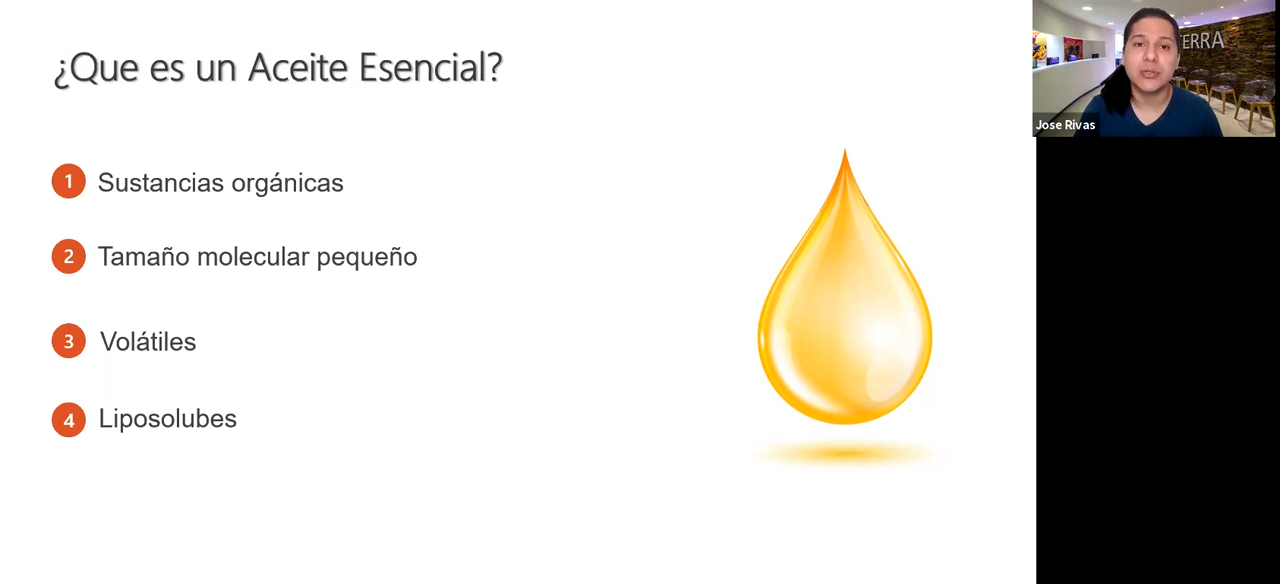 ¿Que es un Aceite Esencial?
1 Sustancias orgánicas
2 Tamaño molecular pequeño
3 Volátiles
4 Liposolubes
ERRA
Jose Rivas